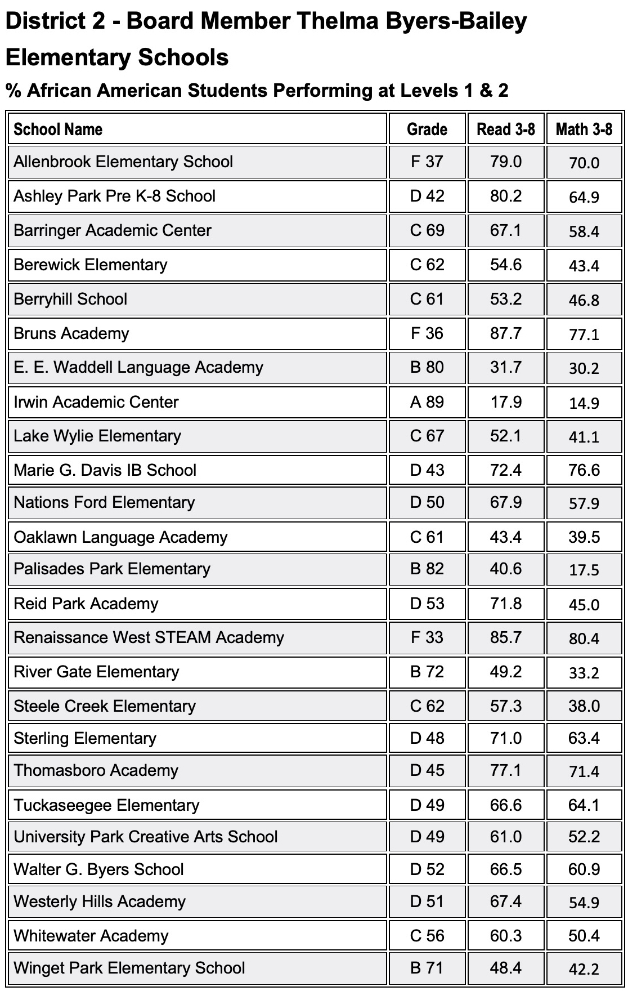 District 2 - Board Member Thelma Byers-Bailey
Elementary Schools
% African American Students Performing at Levels 1 & 2
School Name Grade Read 3-8 Math 3-8
Allenbrook Elementary School F 37 79.0 70.0
Ashley Park Pre K-8 School D 42 80.2 64.9
Barringer Academic Center C 69 67.1 58.4
Berewick Elementary C 62 54.6 43.4
Berryhill School C 61 53.2 46.8
Bruns Academy F 36 87.7 77.1
E. E. Waddell Language Academy B 80 31.7 30.2
Irwin Academic Center A 89 17.9 14.9
Lake Wylie Elementary C 67 52.1 41.1
Marie G. Davis IB School D 43 72.4 76.6
Nations Ford Elementary D 50 67.9 57.9
Oaklawn Language Academy C 61 43.4 39.5
Palisades Park Elementary B 82 40.6 17.5
Reid Park Academy D 53 71.8 45.0
Renaissance West STEAM Academy F 33 85.7 80.4
River Gate Elementary B 72 49.2 33.2
Steele Creek Elementary C 62 57.3 38.0
Sterling Elementary D 48 71.0 63.4
Thomasboro Academy D 45 77.1 71.4
Tuckaseegee Elementary D 49 66.6 64.1
University Park Creative Arts School D 49 61.0 52.2
Walter G. Byers School D 52 66.5 60.9
Westerly Hills Academy D 51 67.4 54.9
Whitewater Academy C 56 60.3 50.4
Winget Park Elementary School B 71 48.4 42.2